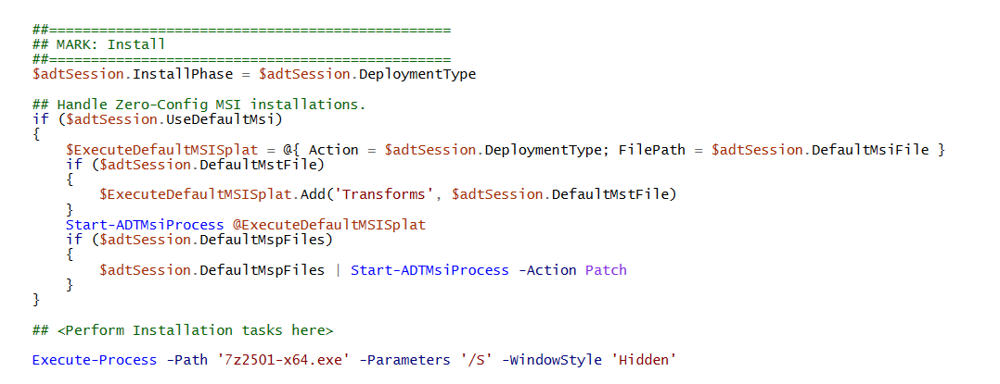 ##================================================
## MARK: Install
##================================================
$adtSession.InstallPhase = $adtSession.DeploymentType
## Handle Zero-Config MSI installations.
if ($adtSession.UseDefaultMsi)
{
$ExecuteDefaultMSISplat = @{ Action = $adtSession.DeploymentType; FilePath = $adtSession.DefaultMsiFile }
if ($adtSession.DefaultMstFile)
{
$ExecuteDefaultMSISplat.Add('Transforms', $adtSession.DefaultMstFile)
}
Start-ADTMsiProcess @ExecuteDefaultMSISplat
if ($adtSession.DefaultMspFiles)
{
$adtSession.DefaultMspFiles | Start-ADTMsiProcess -Action Patch
}
}
## <Perform Installation tasks here>
Execute-Process -Path '7z2501-x64.exe' -Parameters '/S' -WindowStyle 'Hidden'